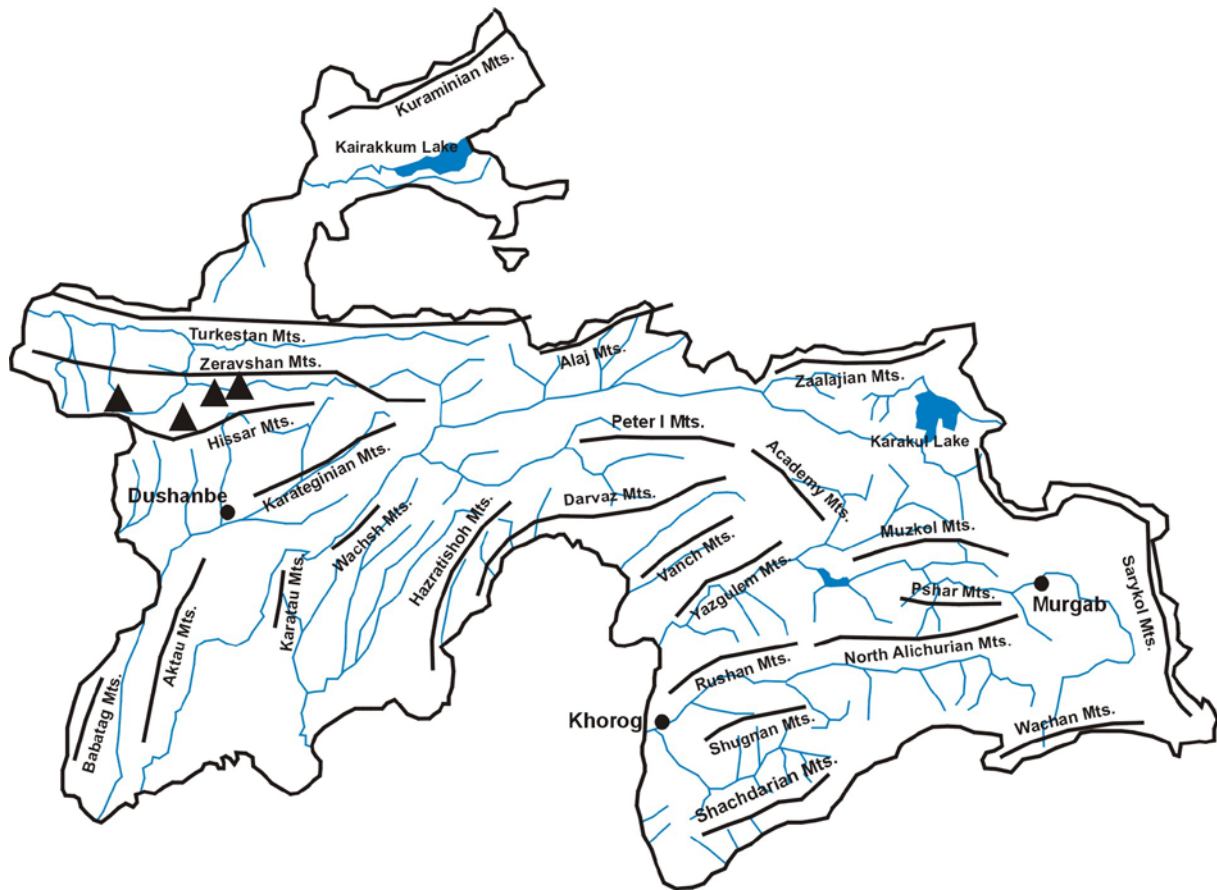 Kuraminian Mts.
Kairakkum Lake
Turkestan Mts.
Zeravshan Mts.
Alaj Mts.
Zaalajian Mts.
Hissar Mts.
Peter I Mts.
Karakul Lake
Karateginian Mts.
Academy Mts.
Dushanbe
Darvaz Mts.
Wachsh Mts.
Hazratishoh Mts.
Muzkol Mts.
Vanch Mts.
Karatau Mts.
Yazgulem Mts.
Pshar Mts.
Murgab
Sarykol Mts.
Aktau Mts.
Rushan Mts.
North Alichurian Mts.
Babatag Mts.
Khorog
Shugnan Mts.
Wachan Mts.
Shachdarian Mts.